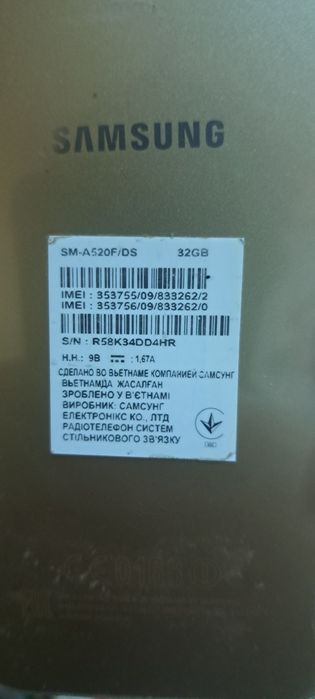 SAMSUNG
SM-A520F/DS 32GB
IMEI : 353755/09/833262/2
IMEI : 353756/09/833262/0
S/N : R58K34DD4HR
Н.Н. : 9В ⎓ : 1,67А
СДЕЛАНО ВО ВЬЕТНАМЕ КОМПАНИЕЙ САМСУНГ
ВЬЕТНАМДА ЖАСАЛҒАН
ЗРОБЛЕНО У В'ЄТНАМІ
ВИРОБНИК: САМСУНГ
ЕЛЕКТРОНІКС КО., ЛТД
РАДІОТЕЛЕФОН СИСТЕМ
СТІЛЬНИКОВОГО ЗВ'ЯЗКУ